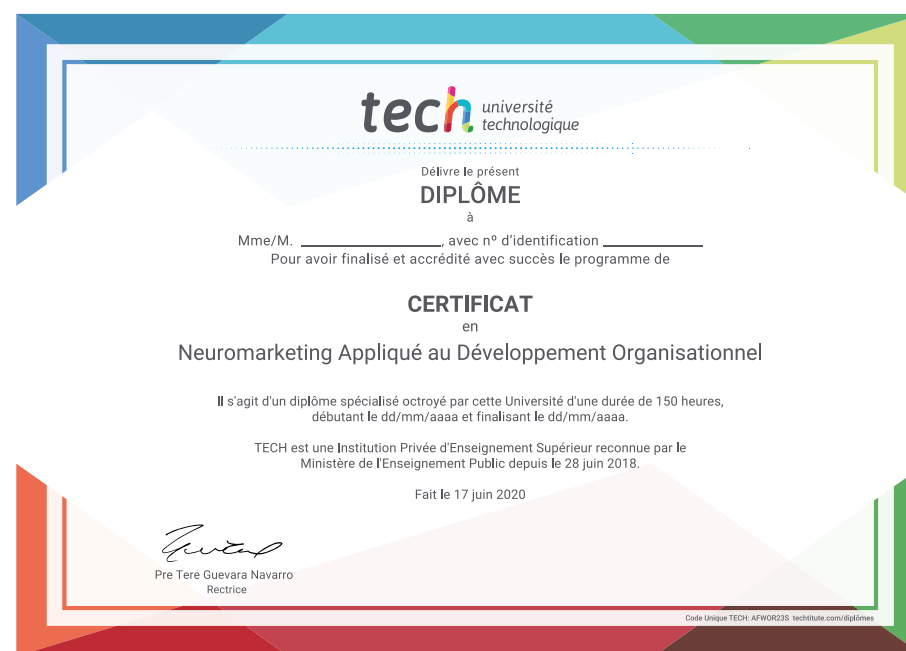 tech université
technologique
Délivre le présent
DIPLÔME
à
Mme/M. ____________________, avec nº d'identification ______________
Pour avoir finalisé et accrédité avec succès le programme de
CERTIFICAT
en
Neuromarketing Appliqué au Développement Organisationnel
Il s'agit d'un diplôme spécialisé octroyé par cette Université d'une durée de 150 heures,
débutant le dd/mm/aaaa et finalisant le dd/mm/aaaa.
TECH est une Institution Privée d'Enseignement Supérieur reconnue par le
Ministère de l'Enseignement Public depuis le 28 juin 2018.
Fait le 17 juin 2020
Pre Tere Guevara Navarro
Rectrice
Code Unique TECH: AFWOR23S techtitute.com/diplômes